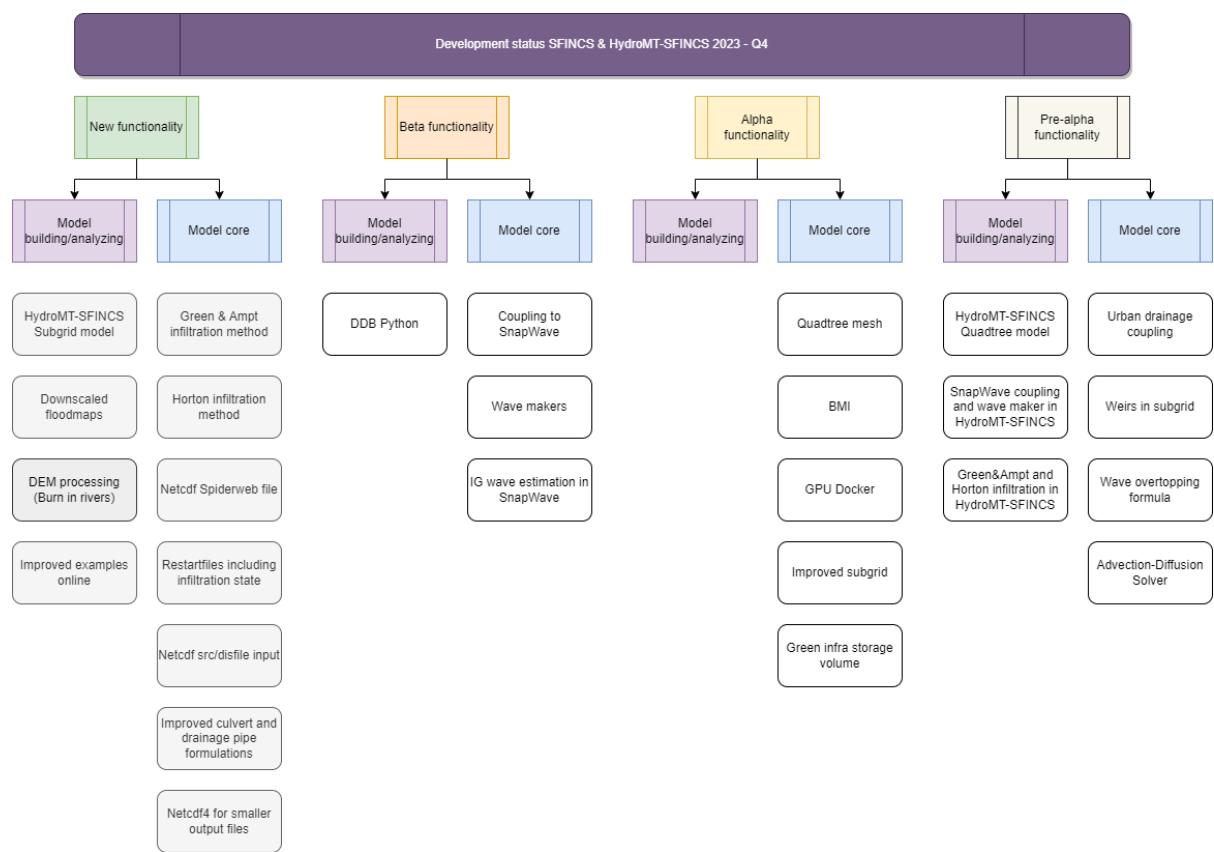 Development status SFINCS & HydroMT-SFINCS 2023 - Q4
New functionality
Model
building/analyzing
HydroMT-SFINCS
Subgrid model
Downscaled
floodmaps
DEM processing
(Burn in rivers)
Improved examples
online
Model core
Green & Ampt
infiltration method
Horton infiltration
method
Netcdf Spiderweb file
Restartfiles including
infiltration state
Netcdf src/disfile input
Improved culvert and
drainage pipe
formulations
Netcdf4 for smaller
output files
Beta functionality
Model
building/analyzing
DDB Python
Model core
Coupling to
SnapWave
Wave makers
IG wave estimation in
SnapWave
Alpha
functionality
Model
building/analyzing
Model core
Quadtree mesh
BMI
GPU Docker
Improved subgrid
Green infra storage
volume
Pre-alpha
functionality
Model
building/analyzing
HydroMT-SFINCS
Quadtree model
SnapWave coupling
and wave maker in
HydroMT-SFINCS
Green&Ampt and
Horton infiltration in
HydroMT-SFINCS
Model core
Urban drainage
coupling
Weirs in subgrid
Wave overtopping
formula
Advection-Diffusion
Solver